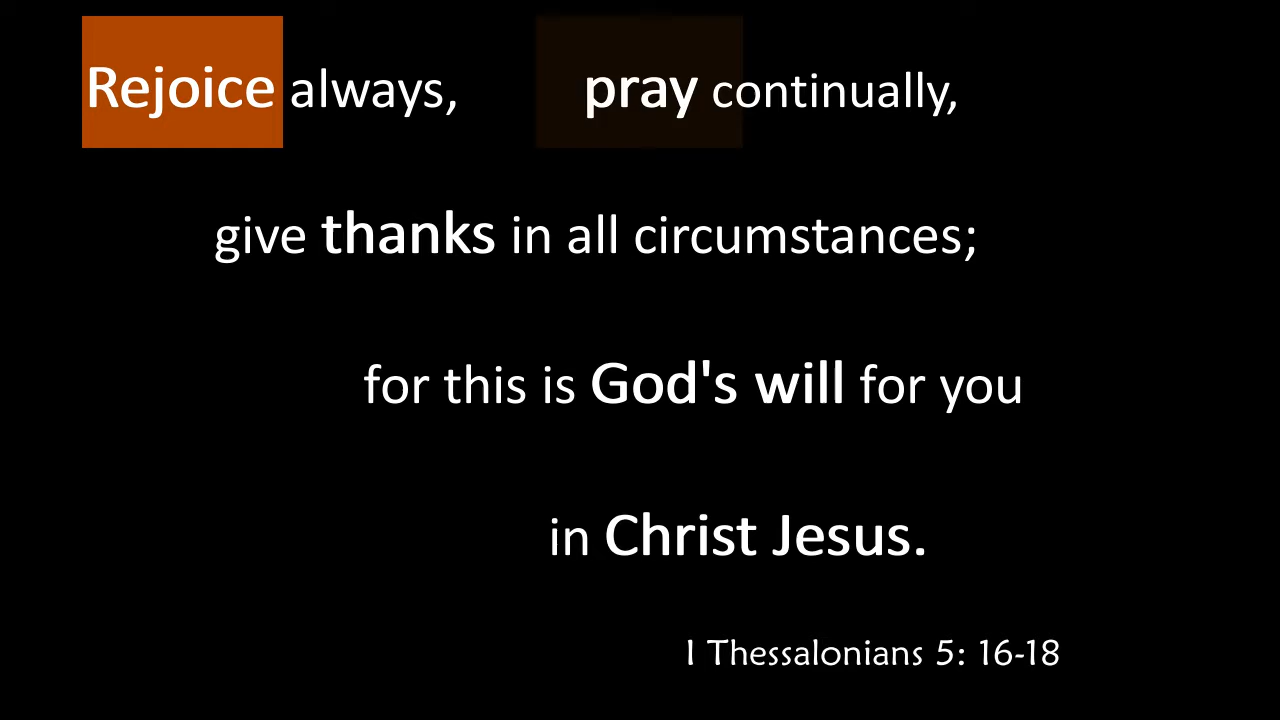 Rejoice always, pray continually,
give thanks in all circumstances;
for this is God's will for you
in Christ Jesus.
I Thessalonians 5: 16-18